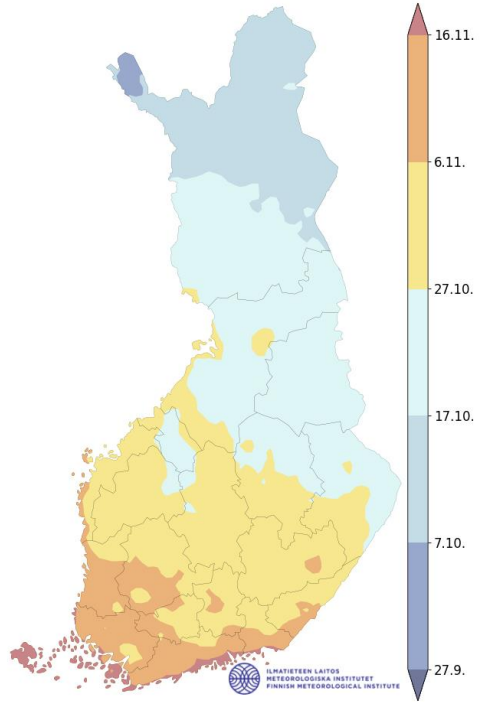 16.11.
6.11.
27.10.
17.10.
7.10.
27.9.
ILMATIETEEN LAITOS
METEOROLOGISKA INSTITUTET
FINNISH METEOROLOGICAL INSTITUTE